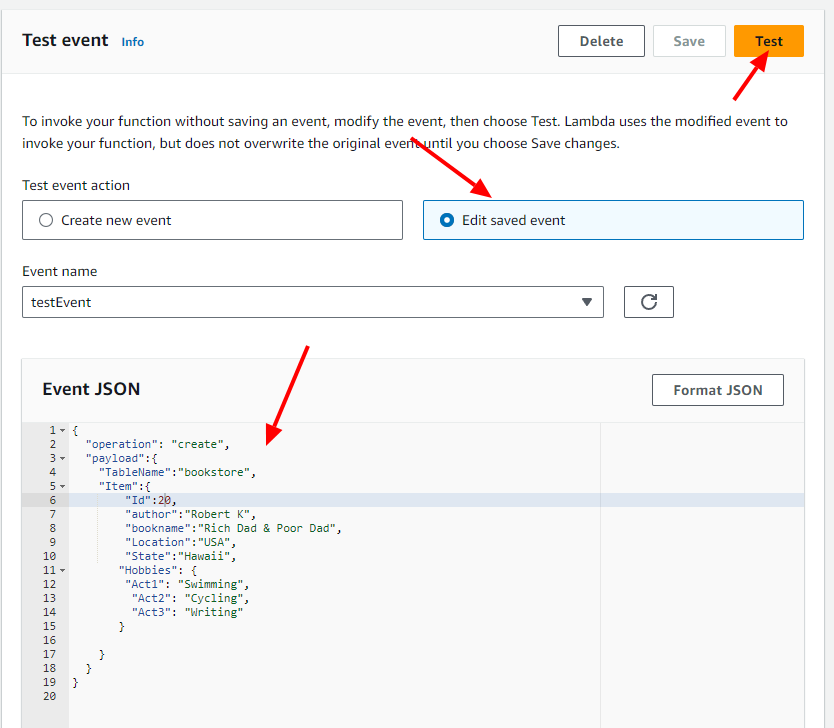 Test event Info Delete Save Test
To invoke your function without saving an event, modify the event, then choose Test. Lambda uses the modified event to
invoke your function, but does not overwrite the original event until you choose Save changes.
Test event action
Create new event Edit saved event
Event name
testEvent
Event JSON Format JSON
1 {
2 "operation": "create",
3 "payload":{
4 "TableName":"bookstore",
5 "Item":{
6 "Id":20,
7 "author":"Robert K",
8 "bookname":"Rich Dad & Poor Dad",
9 "Location":"USA",
10 "State":"Hawaii",
11 "Hobbies": {
12 "Act1": "Swimming",
13 "Act2": "Cycling",
14 "Act3": "Writing"
15 }
16
17 }
18 }
19 }
20